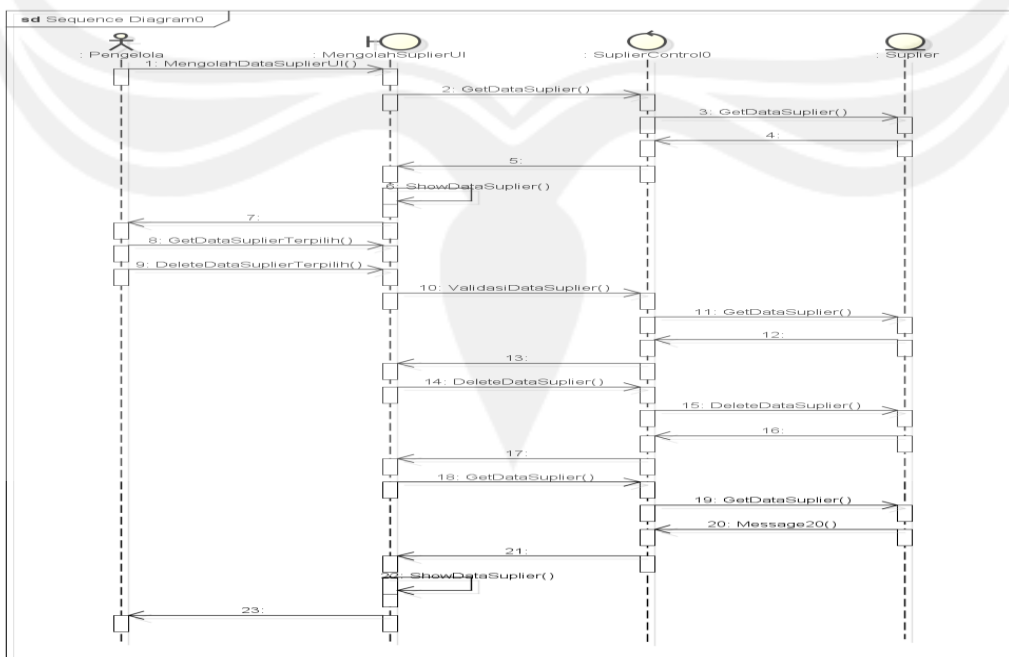 sd Sequence Diagram0
: Pengelola
: MengolahSuplierUI
: SuplierControl0
: Suplier
1: MengolahDataSuplierUI()
2: GetDataSuplier()
3: GetDataSuplier()
4:
5:
6: ShowDataSuplier()
7:
8: GetDataSuplierTerpilih()
9: DeleteDataSuplierTerpilih()
10: ValidasiDataSuplier()
11: GetDataSuplier()
12:
13:
14: DeleteDataSuplier()
15: DeleteDataSuplier()
16:
17:
18: GetDataSuplier()
19: GetDataSuplier()
20: Message20()
21:
22: ShowDataSuplier()
23: